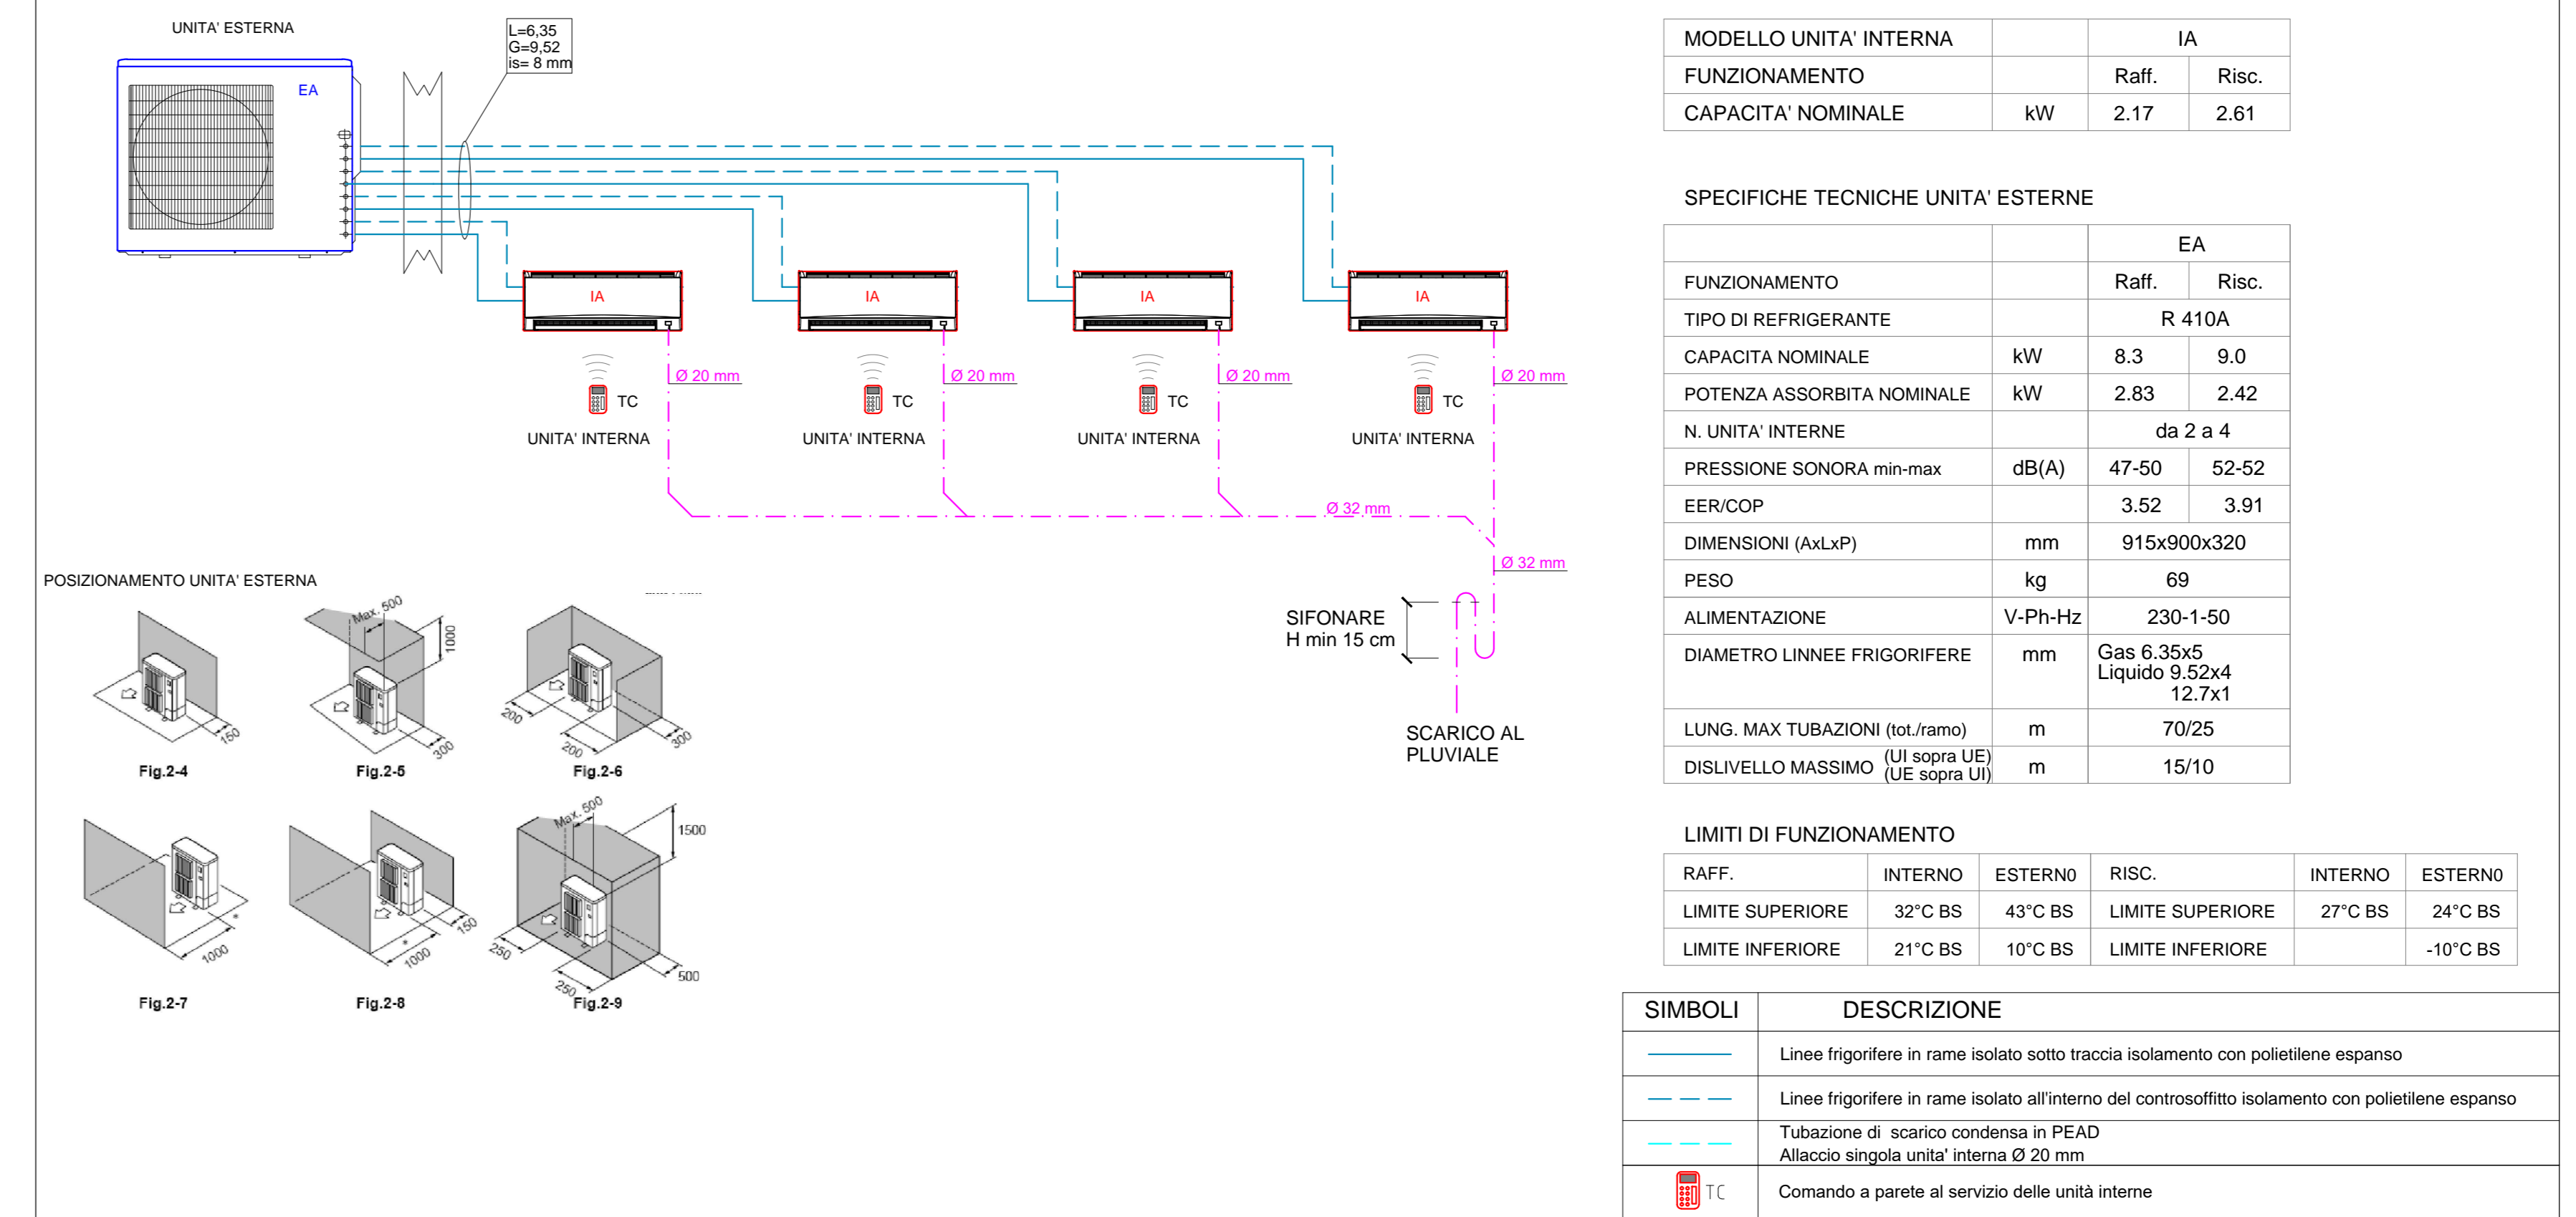 UNITA' ESTERNA
L=6,35
G=9,52
is= 8 mm
EA
IA
IA
IA
IA
Ø 20 mm
Ø 20 mm
Ø 20 mm
Ø 20 mm
TC
TC
TC
TC
UNITA' INTERNA
UNITA' INTERNA
UNITA' INTERNA
UNITA' INTERNA
Ø 32 mm
Ø 32 mm
SIFONARE
H min 15 cm
SCARICO AL
PLUVIALE
POSIZIONAMENTO UNITA' ESTERNA
150
Fig.2-4
Max. 500
1000
300
Fig.2-5
200
200
300
Fig.2-6
*
1000
Fig.2-7
150
*
1000
Fig.2-8
Max. 500
1500
250
250
500
Fig.2-9
MODELLO UNITA' INTERNA IA
FUNZIONAMENTO Raff. Risc.
CAPACITA' NOMINALE kW 2.17 2.61
SPECIFICHE TECNICHE UNITA' ESTERNE
EA
FUNZIONAMENTO Raff. Risc.
TIPO DI REFRIGERANTE R 410A
CAPACITA NOMINALE kW 8.3 9.0
POTENZA ASSORBITA NOMINALE kW 2.83 2.42
N. UNITA' INTERNE da 2 a 4
PRESSIONE SONORA min-max dB(A) 47-50 52-52
EER/COP 3.52 3.91
DIMENSIONI (AxLxP) mm 915x900x320
PESO kg 69
ALIMENTAZIONE V-Ph-Hz 230-1-50
DIAMETRO LINNEE FRIGORIFERE mm Gas 6.35x5
Liquido 9.52x4
12.7x1
LUNG. MAX TUBAZIONI (tot./ramo) m 70/25
DISLIVELLO MASSIMO (UI sopra UE) m 15/10
(UE sopra UI)
LIMITI DI FUNZIONAMENTO
RAFF. INTERNO ESTERN0 RISC. INTERNO ESTERN0
LIMITE SUPERIORE 32°C BS 43°C BS LIMITE SUPERIORE 27°C BS 24°C BS
LIMITE INFERIORE 21°C BS 10°C BS LIMITE INFERIORE -10°C BS
SIMBOLI DESCRIZIONE
Linee frigorifere in rame isolato sotto traccia isolamento con polietilene espanso
Linee frigorifere in rame isolato all'interno del controsoffitto isolamento con polietilene espanso
Tubazione di scarico condensa in PEAD
Allaccio singola unita' interna Ø 20 mm
TC Comando a parete al servizio delle unità interne